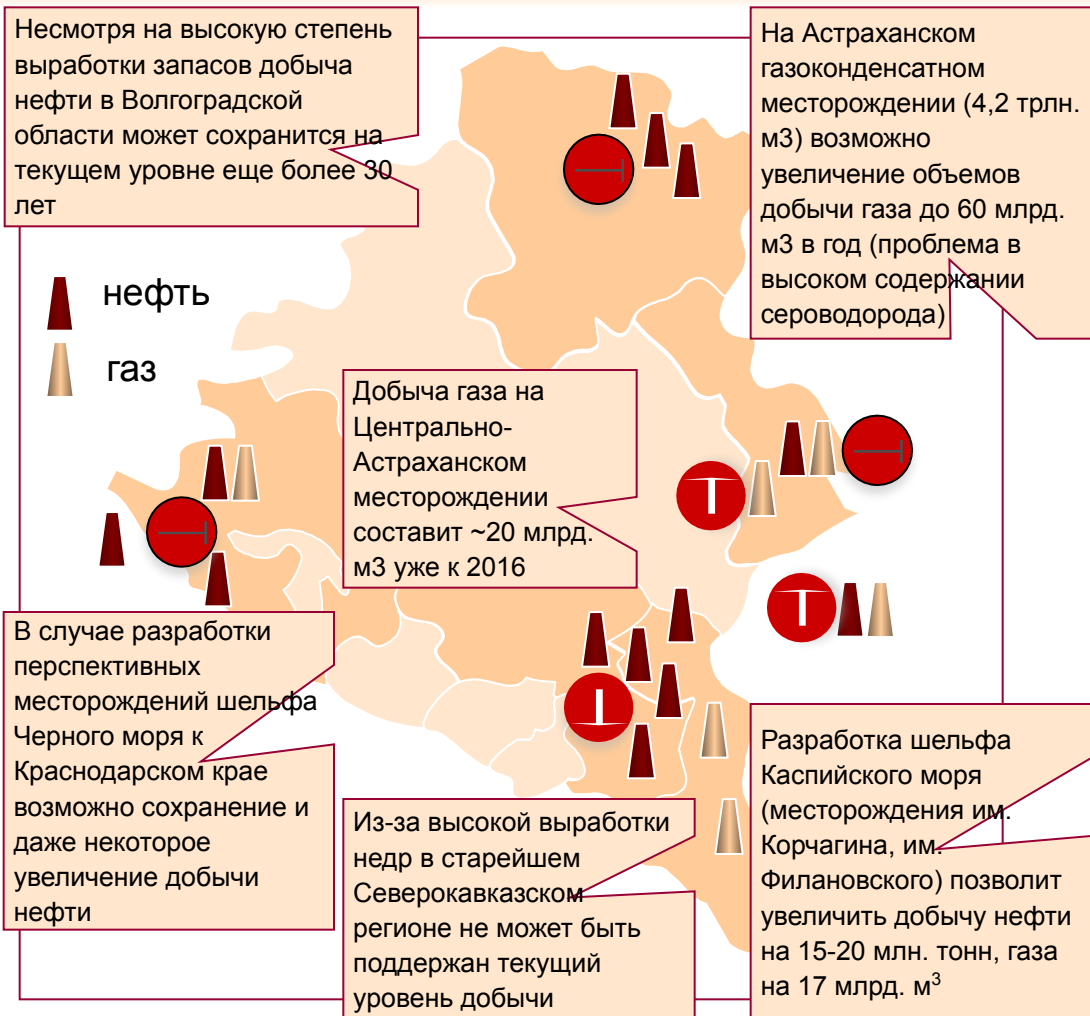 Несмотря на высокую степень
выработки запасов добыча
нефти в Волгоградской
области может сохранится на
текущем уровне еще более 30
лет
На Астраханском
газоконденсатном
месторождении (4,2 трлн.
м3) возможно
увеличение объемов
добычи газа до 60 млрд.
м3 в год (проблема в
высоком содержании
сероводорода)
нефть
газ
Добыча газа на
Центрально-
Астраханском
месторождении
составит ~20 млрд.
м3 уже к 2016
В случае разработки
перспективных
месторождений шельфа
Черного моря к
Краснодарском крае
возможно сохранение и
даже некоторое
увеличение добычи
нефти
Из-за высокой выработки
недр в старейшем
Северокавказском
регионе не может быть
поддержан текущий
уровень добычи
Разработка шельфа
Каспийского моря
(месторождения им.
Корчагина, им.
Филановского) позволит
увеличить добычу нефти
на 15-20 млн. тонн, газа
на 17 млрд. м³